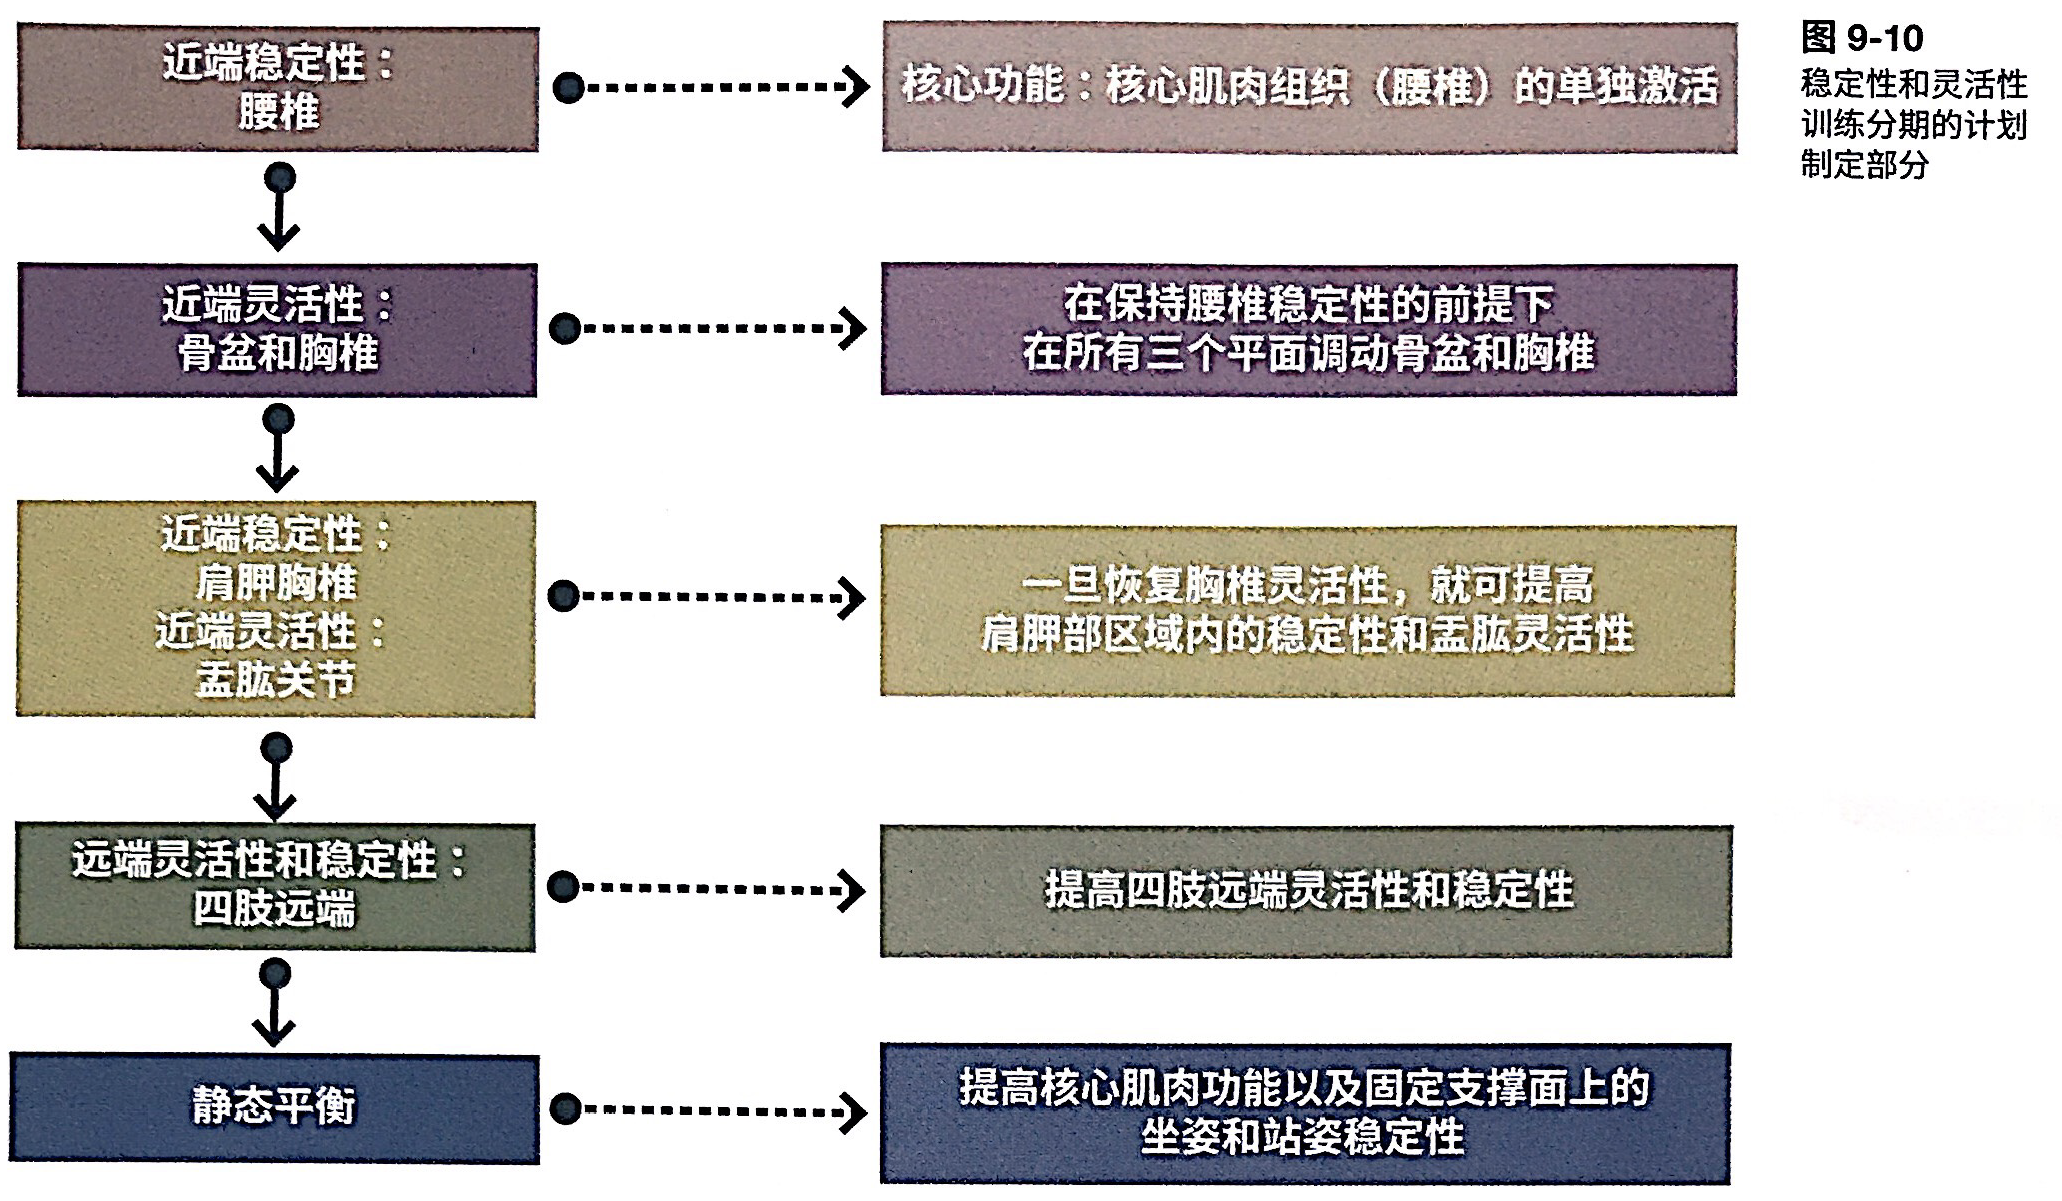 近端稳定性：
腰椎
核心功能：核心肌肉组织（腰椎）的单独激活
图 9-10
稳定性和灵活性
训练分期的计划
制定部分
近端灵活性：
骨盆和胸椎
在保持腰椎稳定性的前提下
在所有三个平面调动骨盆和胸椎
近端稳定性：
肩胛胸椎
近端灵活性：
盂肱关节
一旦恢复胸椎灵活性，就可提高
肩胛部区域内的稳定性和盂肱灵活性
远端灵活性和稳定性：
四肢远端
提高四肢远端灵活性和稳定性
静态平衡
提高核心肌肉功能以及固定支撑面上的
坐姿和站姿稳定性